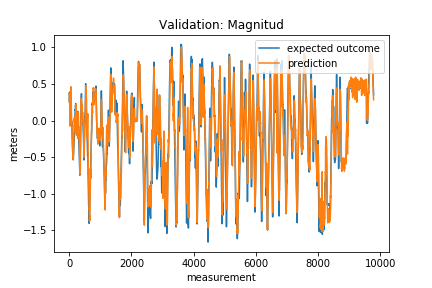 Validation: Magnitud
expected outcome
prediction
1.0
0.5
0.0
−0.5
−1.0
−1.5
meters
0
2000
4000
6000
8000
10000
measurement